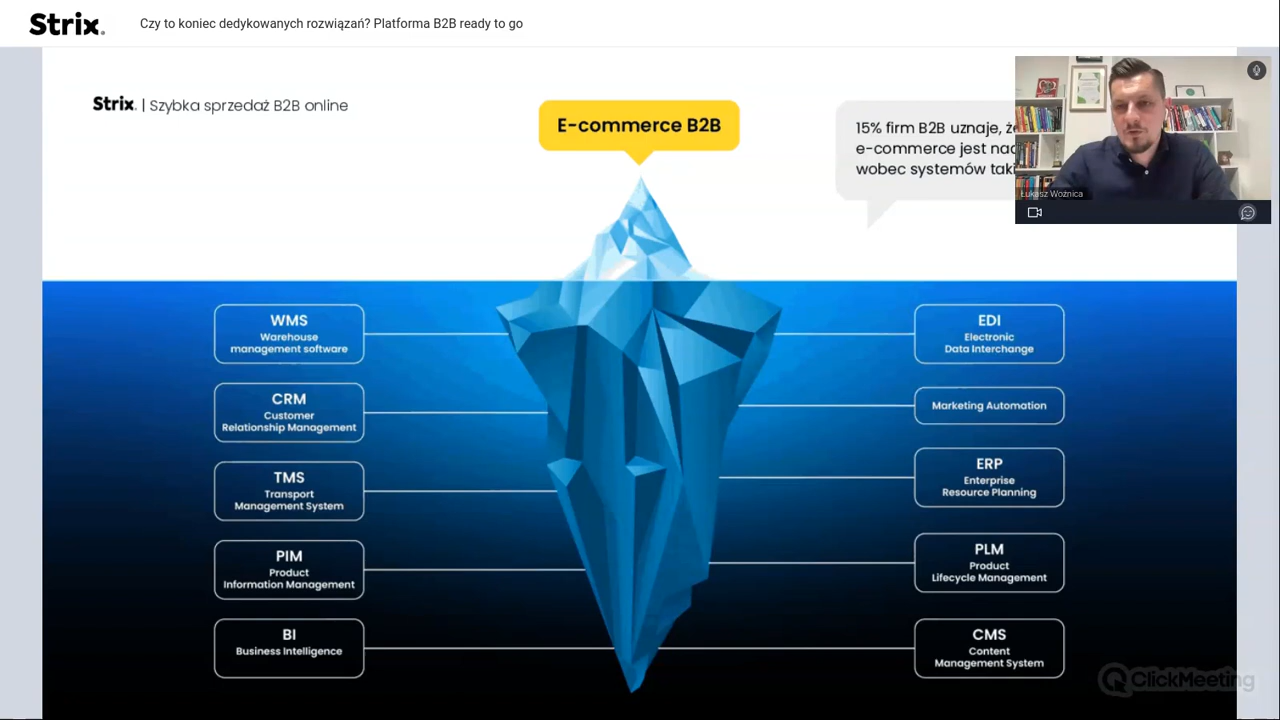 Strix.
Czy to koniec dedykowanych rozwiązań? Platforma B2B ready to go
Strix. | Szybka sprzedaż B2B online
E-commerce B2B
15% firm B2B uznaje,
e-commerce jest
wobec systemów
Łukasz Woźnica
WMS
Warehouse
management software
CRM
Customer
Relationship Management
TMS
Transport
Management System
PIM
Product
Information Management
BI
Business Intelligence
EDI
Electronic
Data Interchange
Marketing Automation
ERP
Enterprise
Resource Planning
PLM
Product
Lifecycle Management
CMS
Content
Management System
ClickMeeting